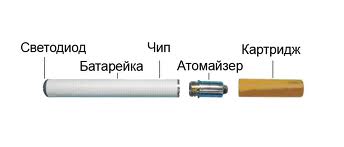 Светодиод
Батарейка
Чип
Атомайзер
Картридж